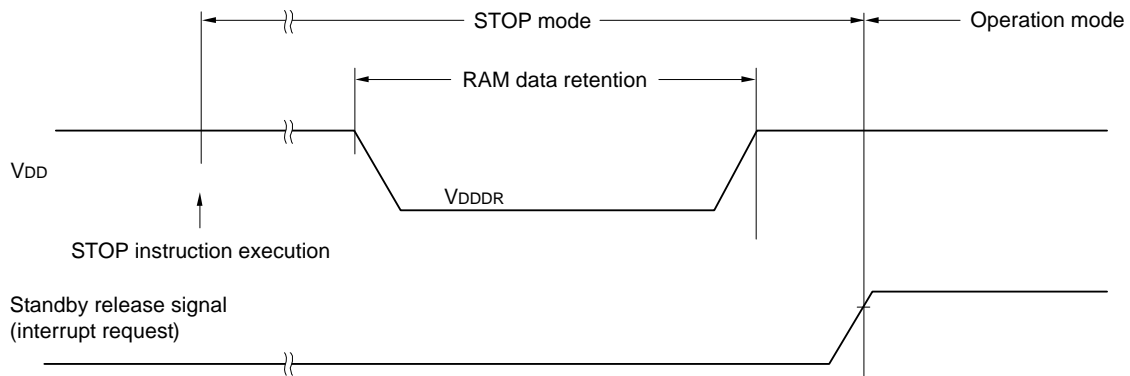 STOP mode
Operation mode
RAM data retention
VDD
VDDDR
STOP instruction execution
Standby release signal
(interrupt request)